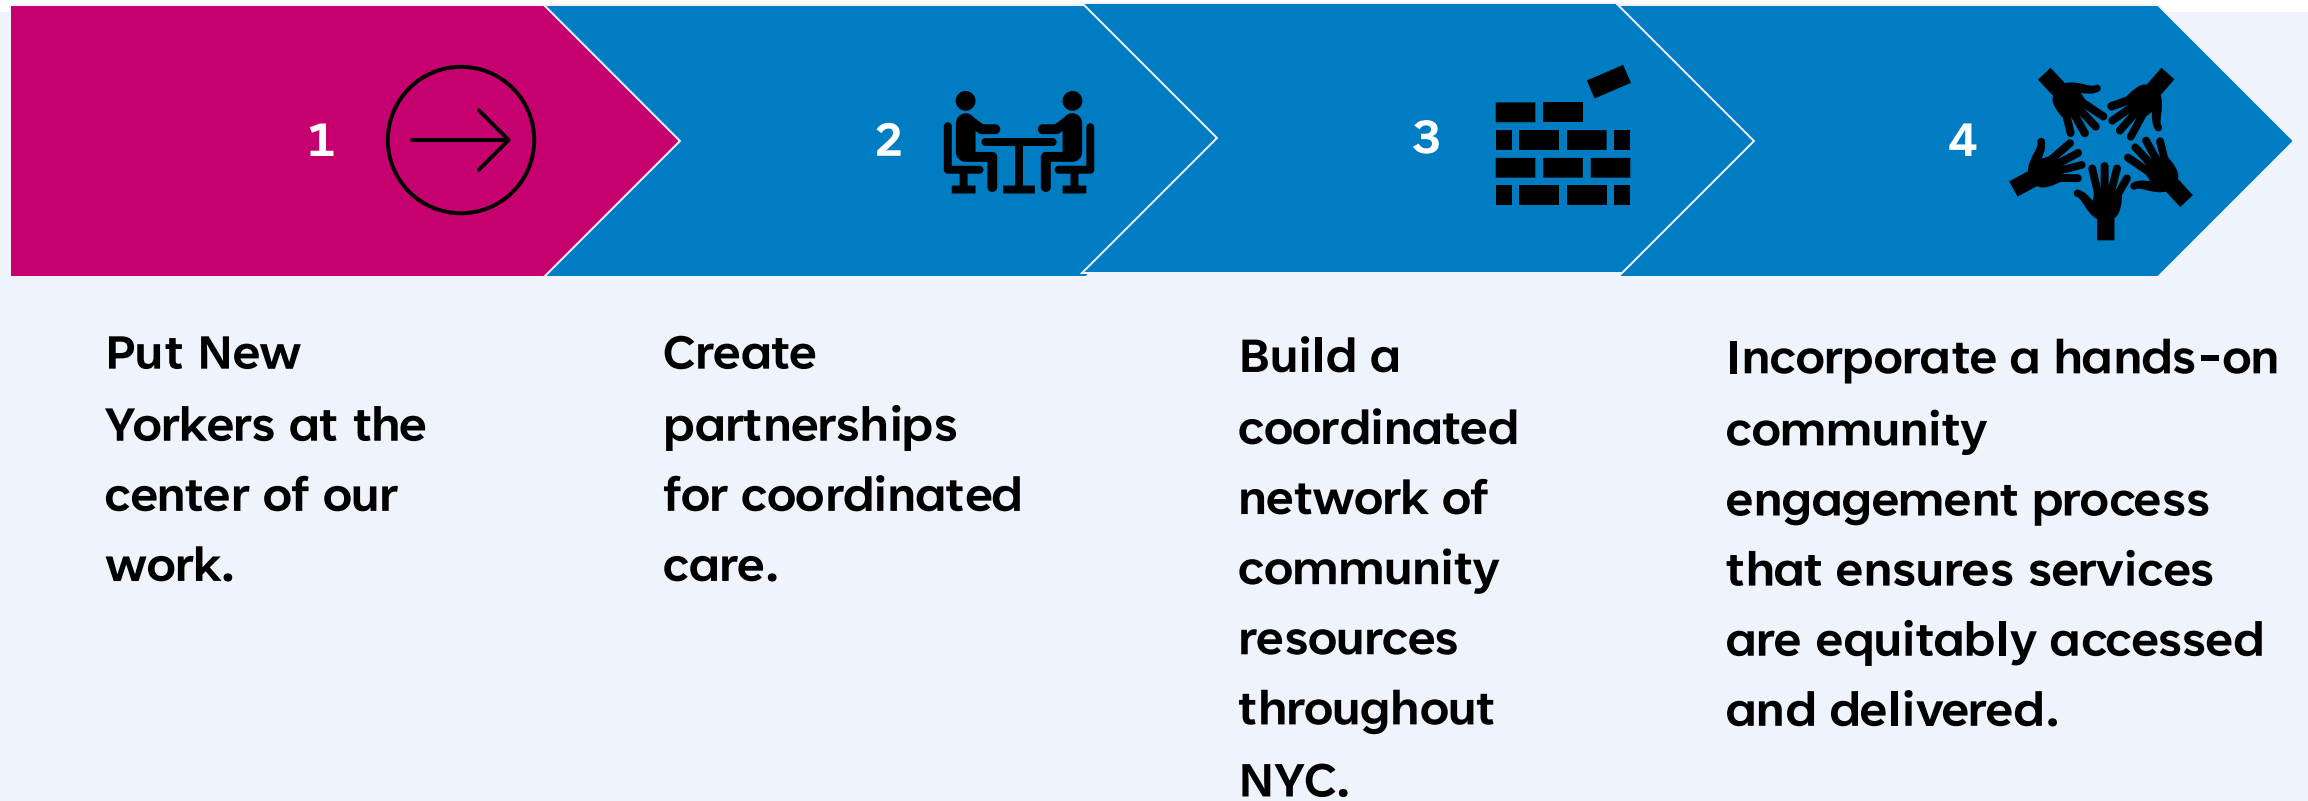 1
2
3
4
Put New
Yorkers at the
center of our
work.
Create
partnerships
for coordinated
care.
Build a
coordinated
network of
community
resources
throughout
NYC.
Incorporate a hands-on
community
engagement process
that ensures services
are equitably accessed
and delivered.